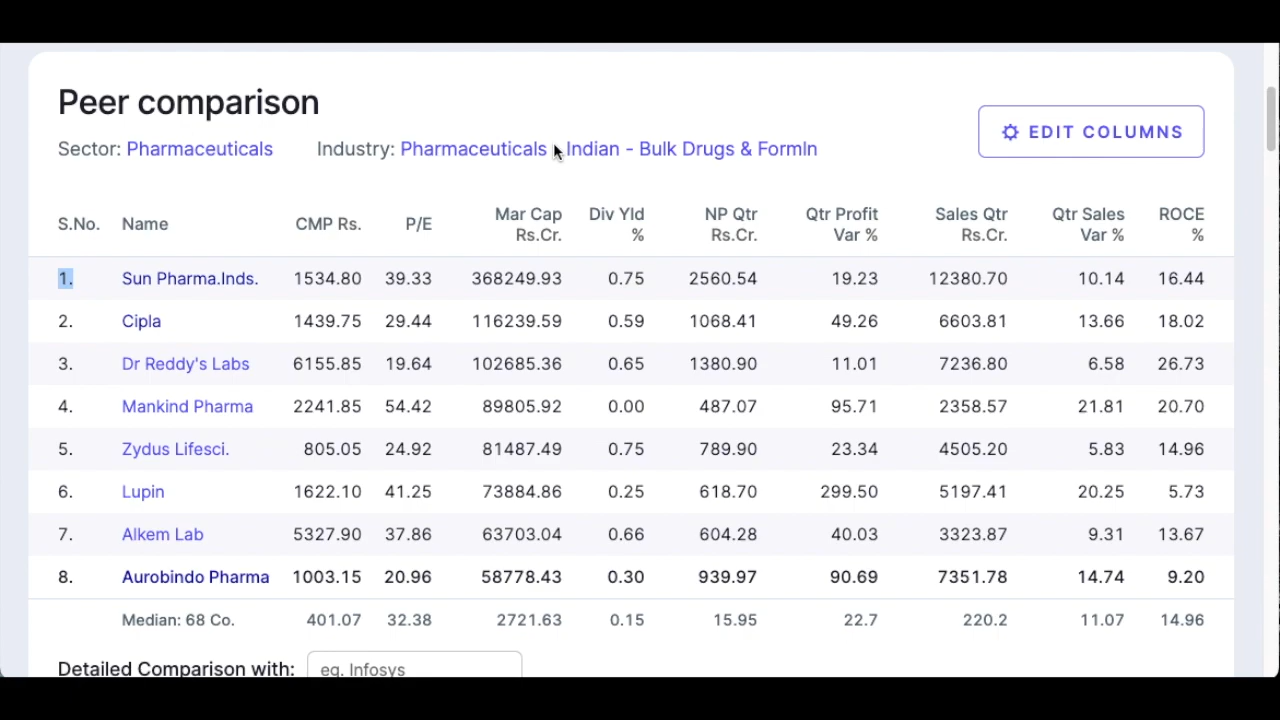 Peer comparison
Sector: Pharmaceuticals Industry: Pharmaceuticals Indian - Bulk Drugs & Formln
EDIT COLUMNS
S.No. Name CMP Rs. P/E Mar Cap Rs.Cr. Div Yld % NP Qtr Rs.Cr. Qtr Profit Var % Sales Qtr Rs.Cr. Qtr Sales Var % ROCE %
1. Sun Pharma.Inds. 1534.80 39.33 368249.93 0.75 2560.54 19.23 12380.70 10.14 16.44
2. Cipla 1439.75 29.44 116239.59 0.59 1068.41 49.26 6603.81 13.66 18.02
3. Dr Reddy's Labs 6155.85 19.64 102685.36 0.65 1380.90 11.01 7236.80 6.58 26.73
4. Mankind Pharma 2241.85 54.42 89805.92 0.00 487.07 95.71 2358.57 21.81 20.70
5. Zydus Lifesci. 805.05 24.92 81487.49 0.75 789.90 23.34 4505.20 5.83 14.96
6. Lupin 1622.10 41.25 73884.86 0.25 618.70 299.50 5197.41 20.25 5.73
7. Alkem Lab 5327.90 37.86 63703.04 0.66 604.28 40.03 3323.87 9.31 13.67
8. Aurobindo Pharma 1003.15 20.96 58778.43 0.30 939.97 90.69 7351.78 14.74 9.20
Median: 68 Co. 401.07 32.38 2721.63 0.15 15.95 22.7 220.2 11.07 14.96
Detailed Comparison with: eg. Infosys